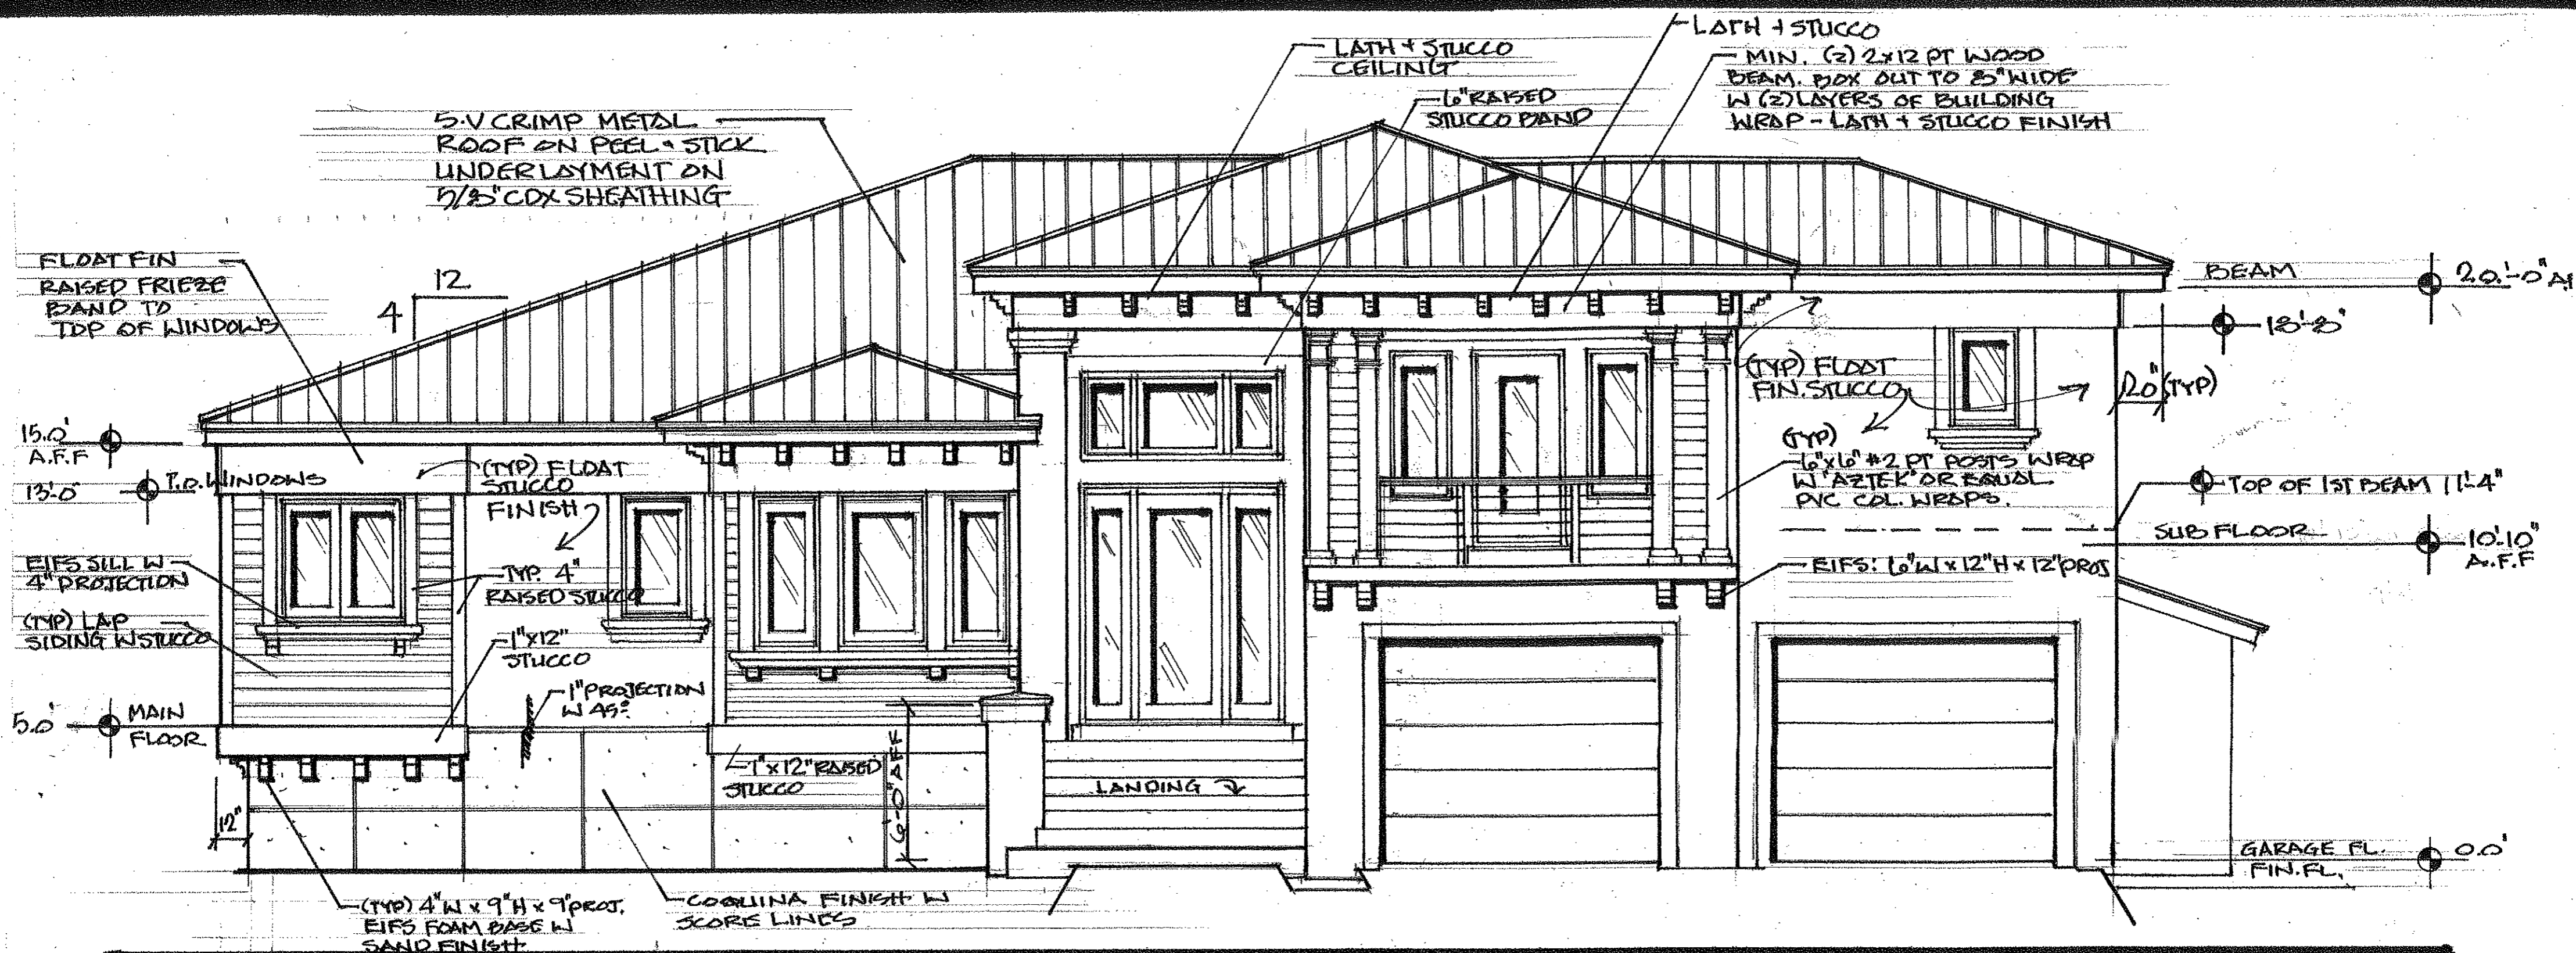 LATH + STUCCO
LATH + STUCCO
CEILING
MIN. (2) 2x12 PT WOOD
BEAM. BOX OUT TO 8" WIDE
W (2) LAYERS OF BUILDING
WRAP - LATH + STUCCO FINISH
6" RAISED
STUCCO BAND
5-V CRIMP METAL
ROOF ON PEEL + STICK
UNDERLAYMENT ON
5/8" CDX SHEATHING
FLOAT FIN
RAISED FRIEZE
BAND TO
TOP OF WINDOWS
12
4
BEAM
20'-0"
18'-8"
20" (TYP)
(TYP) FLOAT
FIN. STUCCO
15.0'
A.F.F
13'-0"
T.O. WINDOWS
(TYP) FLOAT
STUCCO
FINISH
(TYP)
6"x6" #2 PT POSTS WRAP
W "AZTEK" OR EQUAL
PVC COL. WRAPS.
TOP OF 1ST BEAM 11'-4"
SUB FLOOR
10'-10"
A.F.F
EIFS: 6"W x 12"H x 12" PROJ
EIFS SILL W
4" PROJECTION
TYP. 4"
RAISED STUCCO
(TYP) LAP
SIDING W STUCCO
1"x12"
STUCCO
1" PROJECTION
W 45°
5.0'
MAIN
FLOOR
1"x12" RAISED
STUCCO
6'-0" AFF
LANDING
12"
GARAGE FL.
FIN. FL.
0.0'
(TYP) 4"W x 9"H x 9" PROJ.
EIFS FOAM BASE W
SAND FINISH
COQUINA FINISH W
SCORE LINES